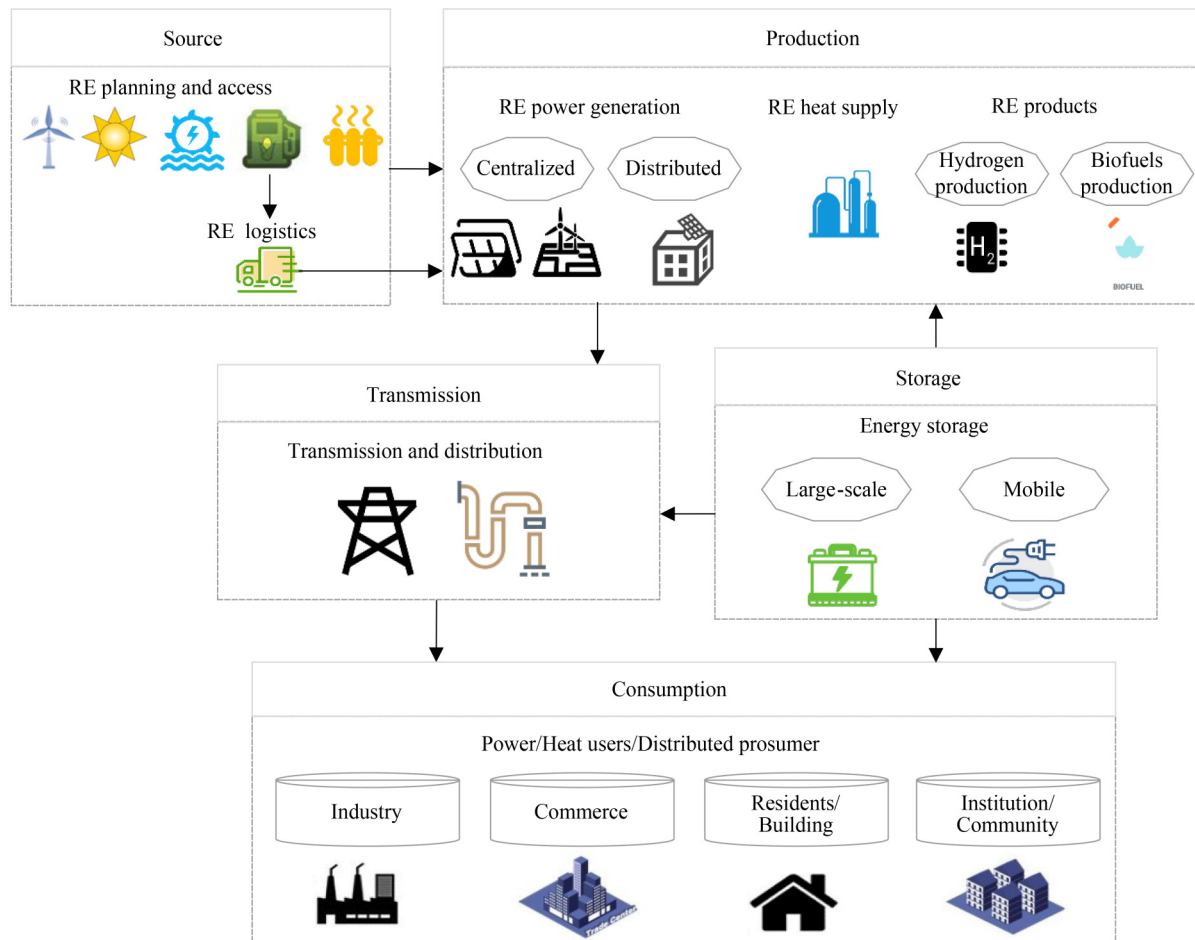 Source
RE planning and access
RE logistics
Production
RE power generation
Centralized
Distributed
RE heat supply
RE products
Hydrogen
production
Biofuels
production
H2
BIOFUEL
Transmission
Transmission and distribution
Storage
Energy storage
Large-scale
Mobile
Consumption
Power/Heat users/Distributed prosumer
Industry
Commerce
Residents/
Building
Institution/
Community
Trade Center